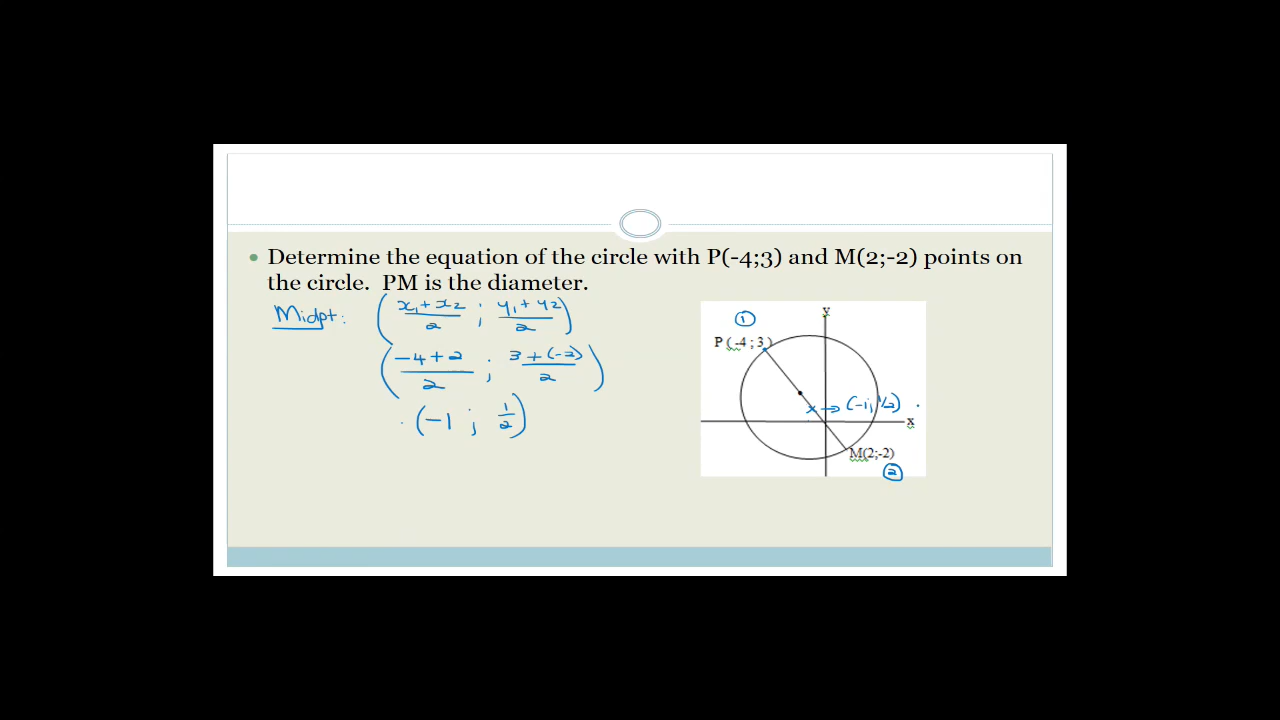 Determine the equation of the circle with P(-4;3) and M(2;-2) points on
the circle. PM is the diameter.
Midpt: (x₁ + x₂ / 2 ; y₁ + y₂ / 2)
(-4 + 2 / 2 ; 3 + (-2) / 2)
(-1 ; 1/2)
y
①
P ( -4 ; 3 )
x → (-1; 1/2)
x
M(2;-2)
②